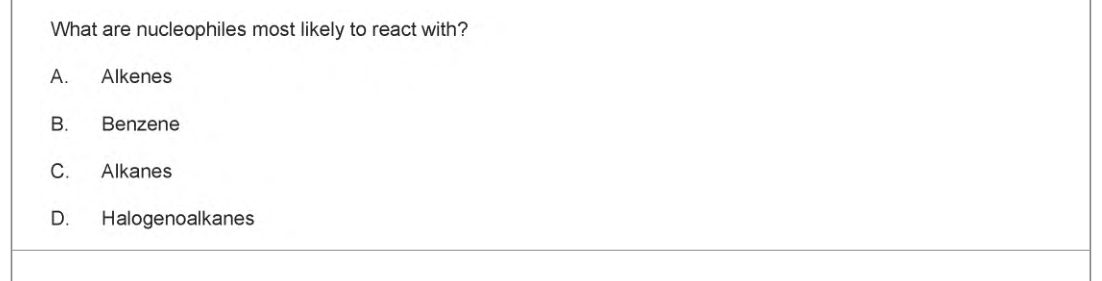 What are nucleophiles most likely to react with?
A. Alkenes
B. Benzene
C. Alkanes
D. Halogenoalkanes